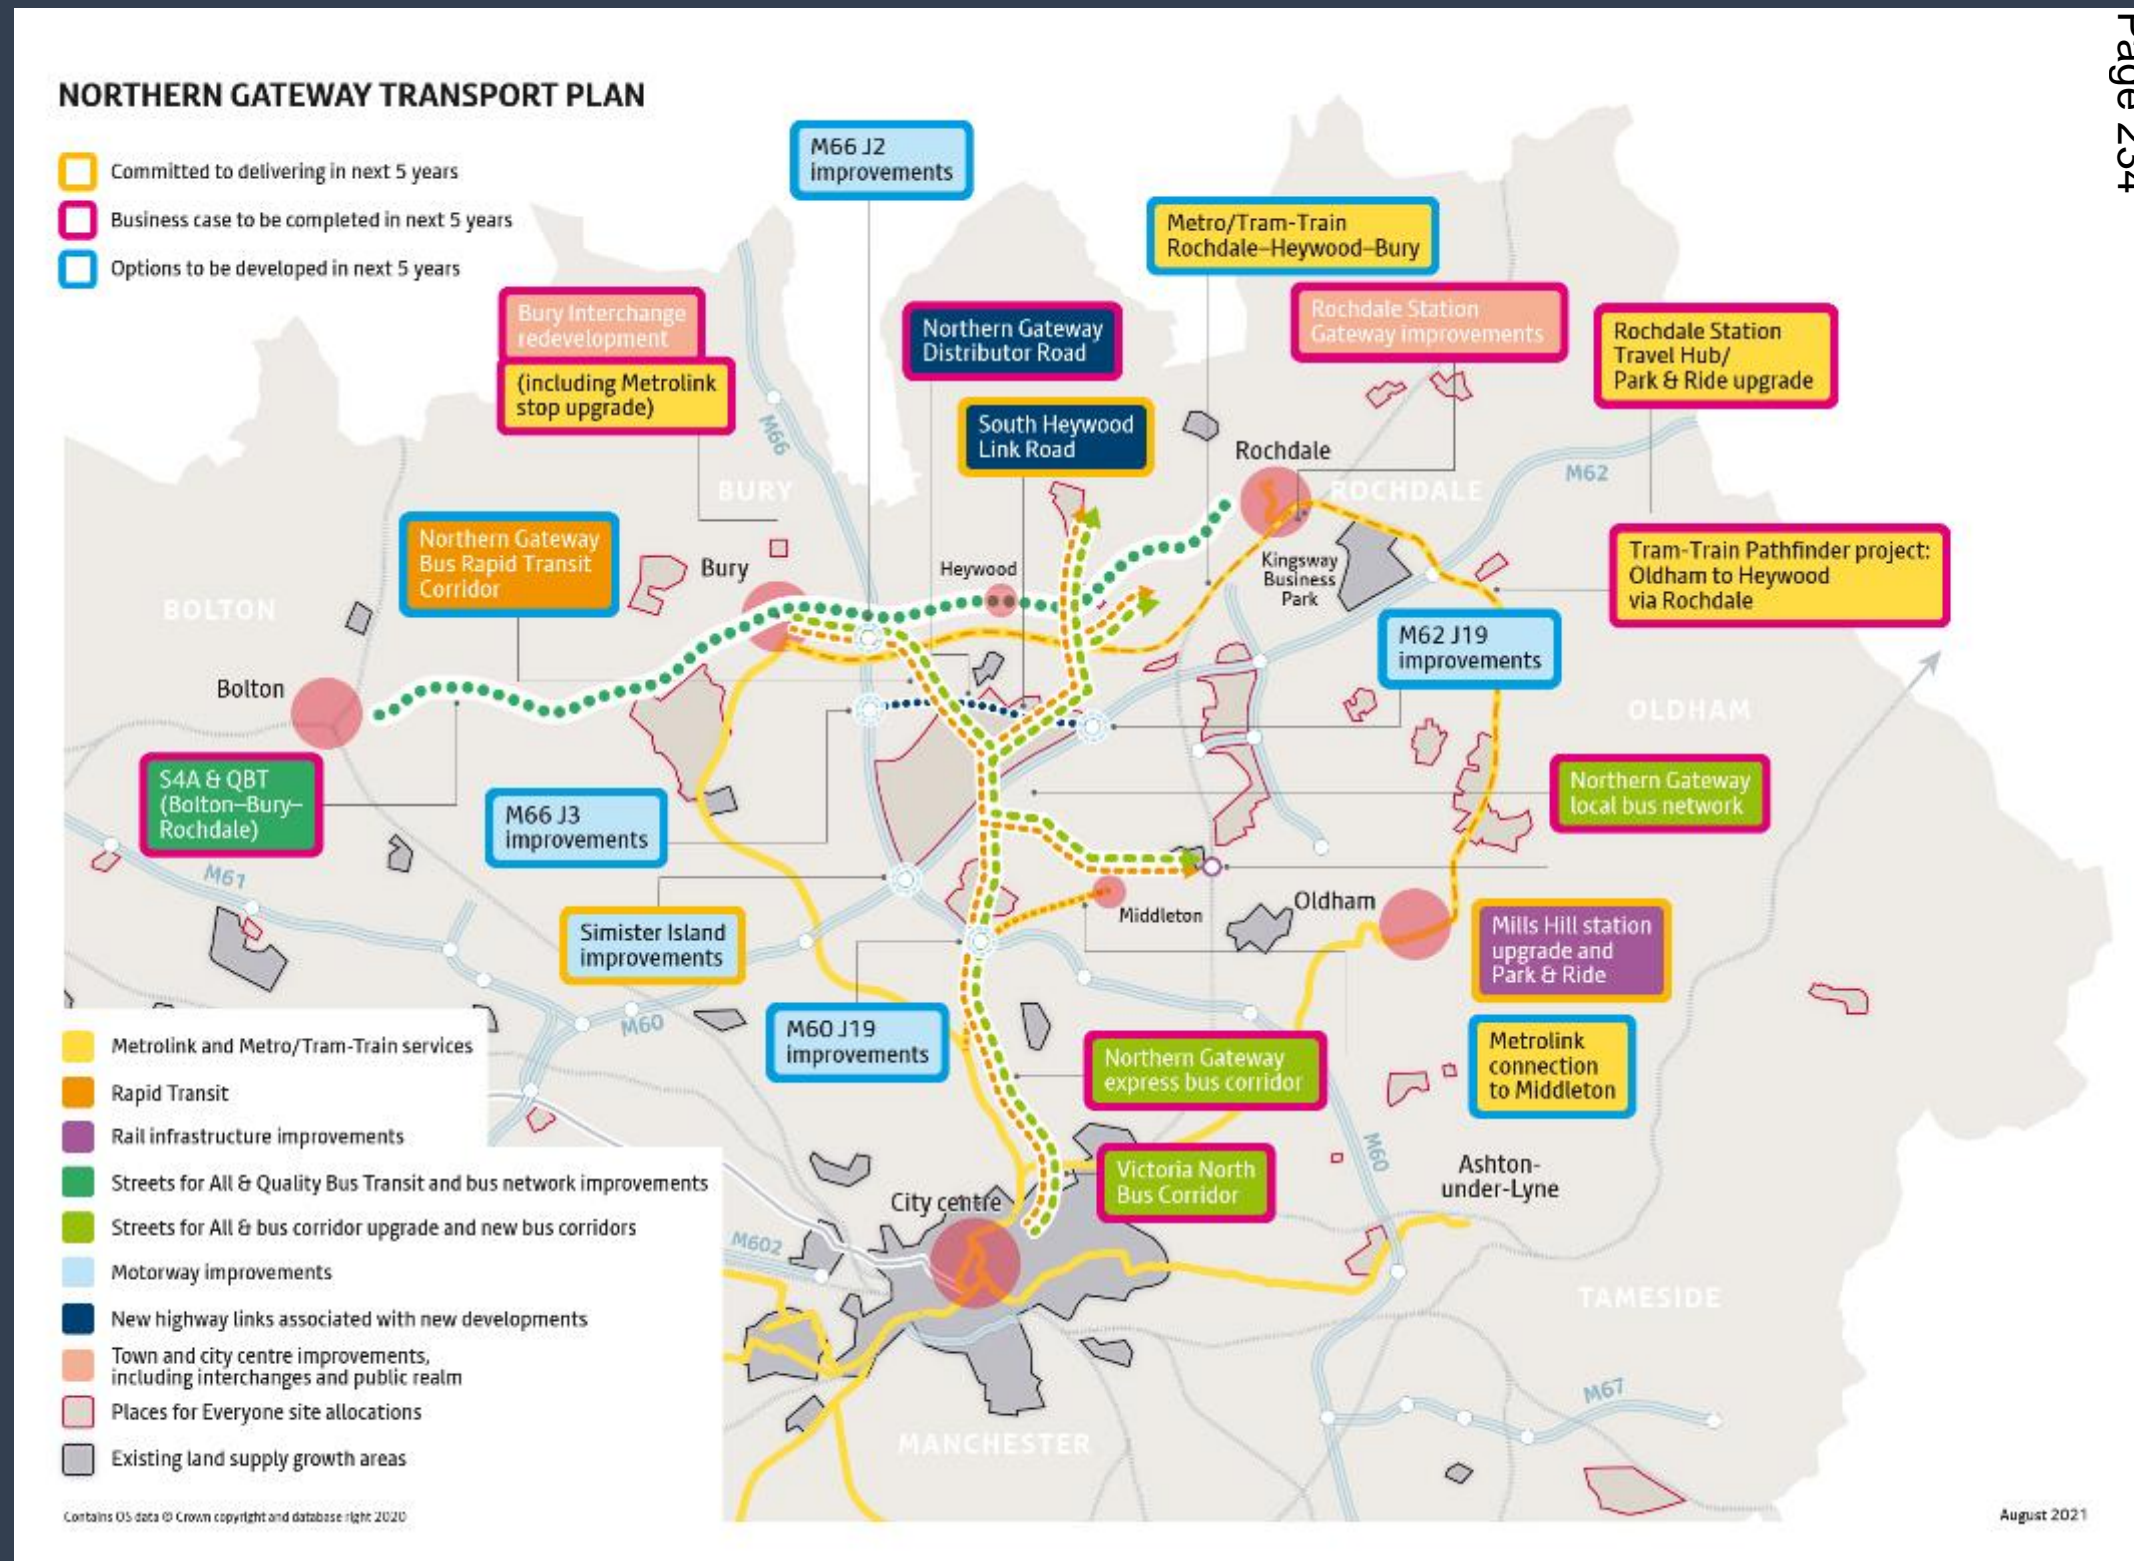 Page 234
NORTHERN GATEWAY TRANSPORT PLAN
Committed to delivering in next 5 years
Business case to be completed in next 5 years
Options to be developed in next 5 years
M66 J2
improvements
Metro/Tram-Train
Rochdale–Heywood–Bury
Bury Interchange
redevelopment
(including Metrolink
stop upgrade)
Northern Gateway
Distributor Road
Rochdale Station
Gateway improvements
Rochdale Station
Travel Hub/
Park & Ride upgrade
South Heywood
Link Road
M66
Rochdale
M62
BURY
ROCHDALE
Northern Gateway
Bus Rapid Transit
Corridor
Bury
Heywood
Kingsway
Business
Park
Tram-Train Pathfinder project:
Oldham to Heywood
via Rochdale
BOLTON
M62 J19
improvements
Bolton
OLDHAM
S4A & QBT
(Bolton–Bury–
Rochdale)
M66 J3
improvements
Northern Gateway
local bus network
M61
Simister Island
improvements
Middleton
Oldham
Mills Hill station
upgrade and
Park & Ride
M60
M60 J19
improvements
Northern Gateway
express bus corridor
Metrolink
connection
to Middleton
M60
Victoria North
Bus Corridor
Ashton-
under-Lyne
City centre
M602
TAMESIDE
M67
MANCHESTER
Metrolink and Metro/Tram-Train services
Rapid Transit
Rail infrastructure improvements
Streets for All & Quality Bus Transit and bus network improvements
Streets for All & bus corridor upgrade and new bus corridors
Motorway improvements
New highway links associated with new developments
Town and city centre improvements,
including interchanges and public realm
Places for Everyone site allocations
Existing land supply growth areas
Contains OS data © Crown copyright and database right 2020
August 2021